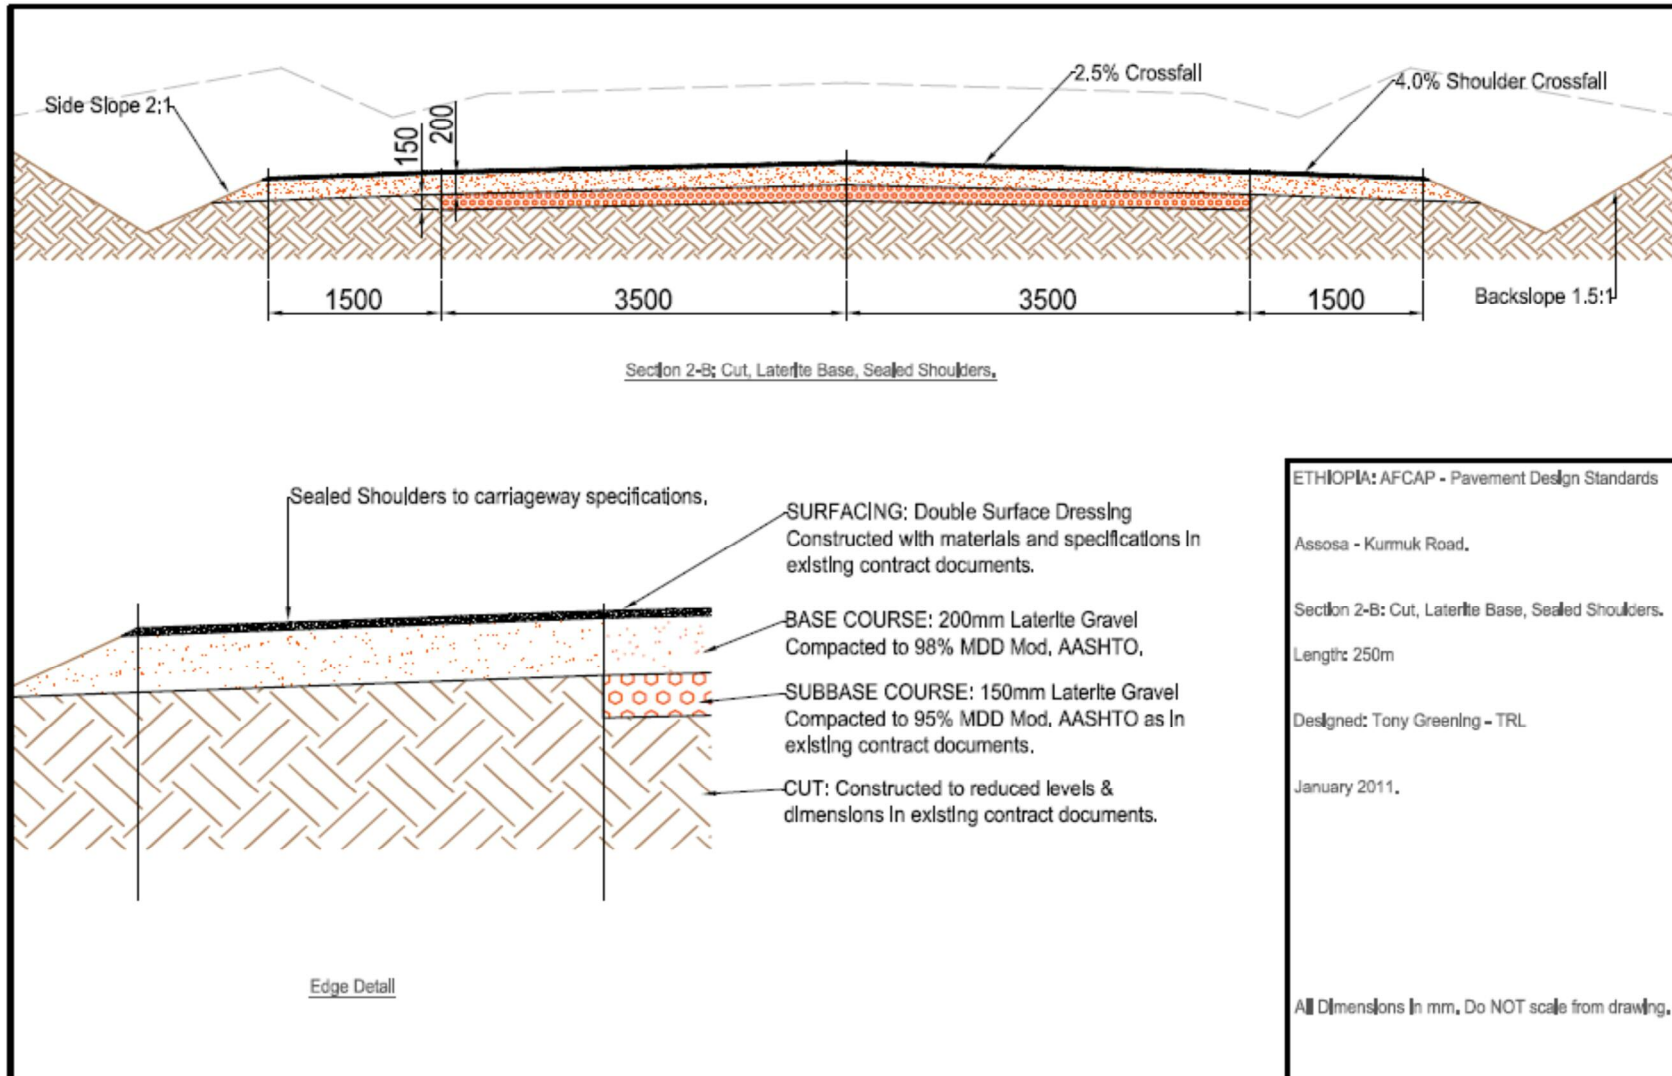 Side Slope 2:1
150
200
-2.5% Crossfall
-4.0% Shoulder Crossfall
1500
3500
3500
1500
Backslope 1.5:1
Section 2-B: Cut, Laterite Base, Sealed Shoulders.
Sealed Shoulders to carriageway specifications.
SURFACING: Double Surface Dressing
Constructed with materials and specifications in
existing contract documents.
BASE COURSE: 200mm Laterite Gravel
Compacted to 98% MDD Mod. AASHTO.
SUBBASE COURSE: 150mm Laterite Gravel
Compacted to 95% MDD Mod. AASHTO as in
existing contract documents.
CUT: Constructed to reduced levels &
dimensions in existing contract documents.
Edge Detail
ETHIOPIA: AFCAP - Pavement Design Standards
Assosa - Kurmuk Road.
Section 2-B: Cut, Laterite Base, Sealed Shoulders.
Length: 250m
Designed: Tony Greening - TRL
January 2011.
All Dimensions in mm. Do NOT scale from drawing.